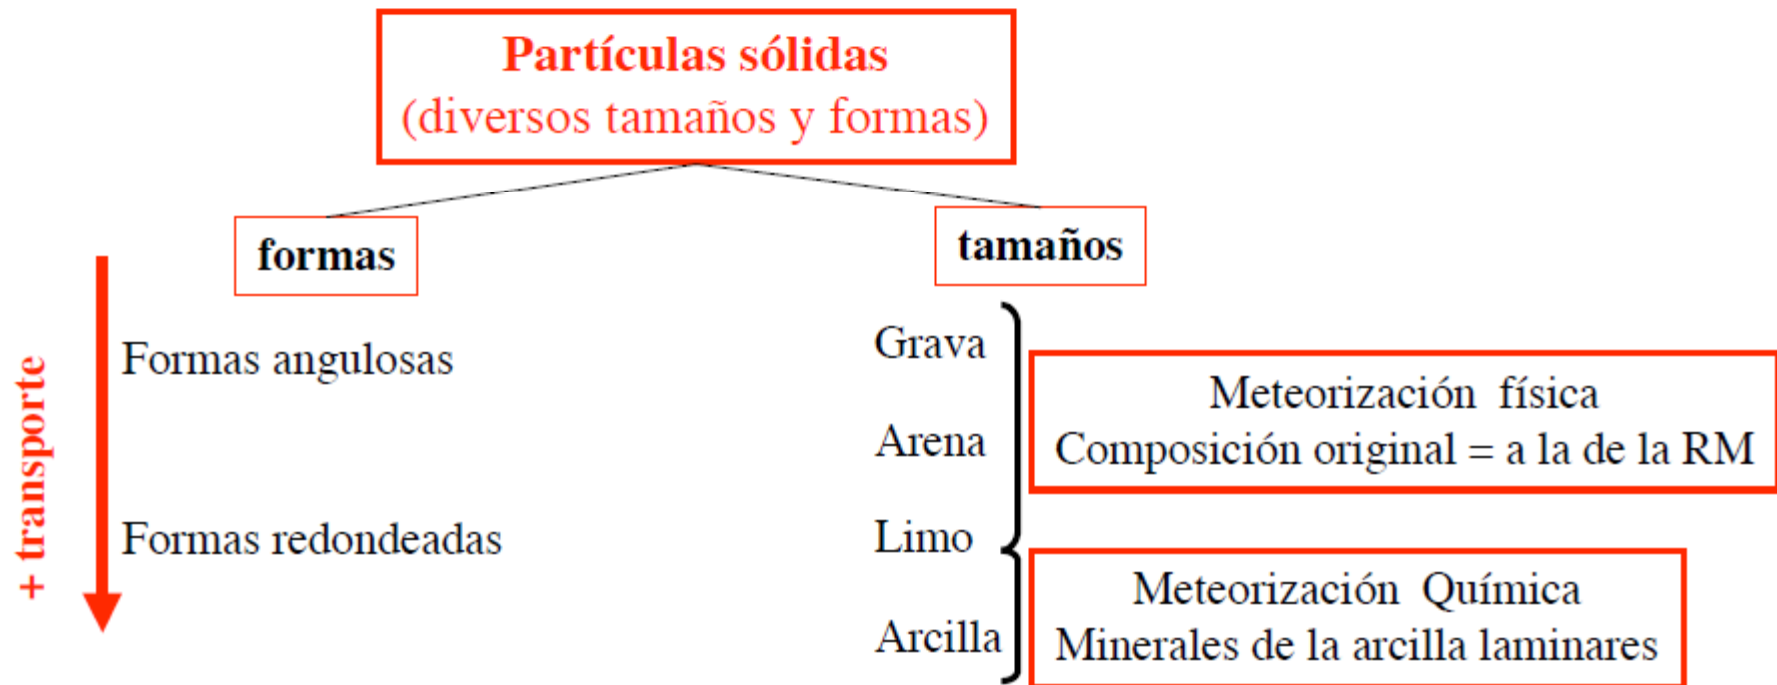 Partículas sólidas
(diversos tamaños y formas)
formas
tamaños
+ transporte
Formas angulosas
Formas redondeadas
Grava
Arena
Limo
Arcilla
Meteorización física
Composición original = a la de la RM
Meteorización Química
Minerales de la arcilla laminares